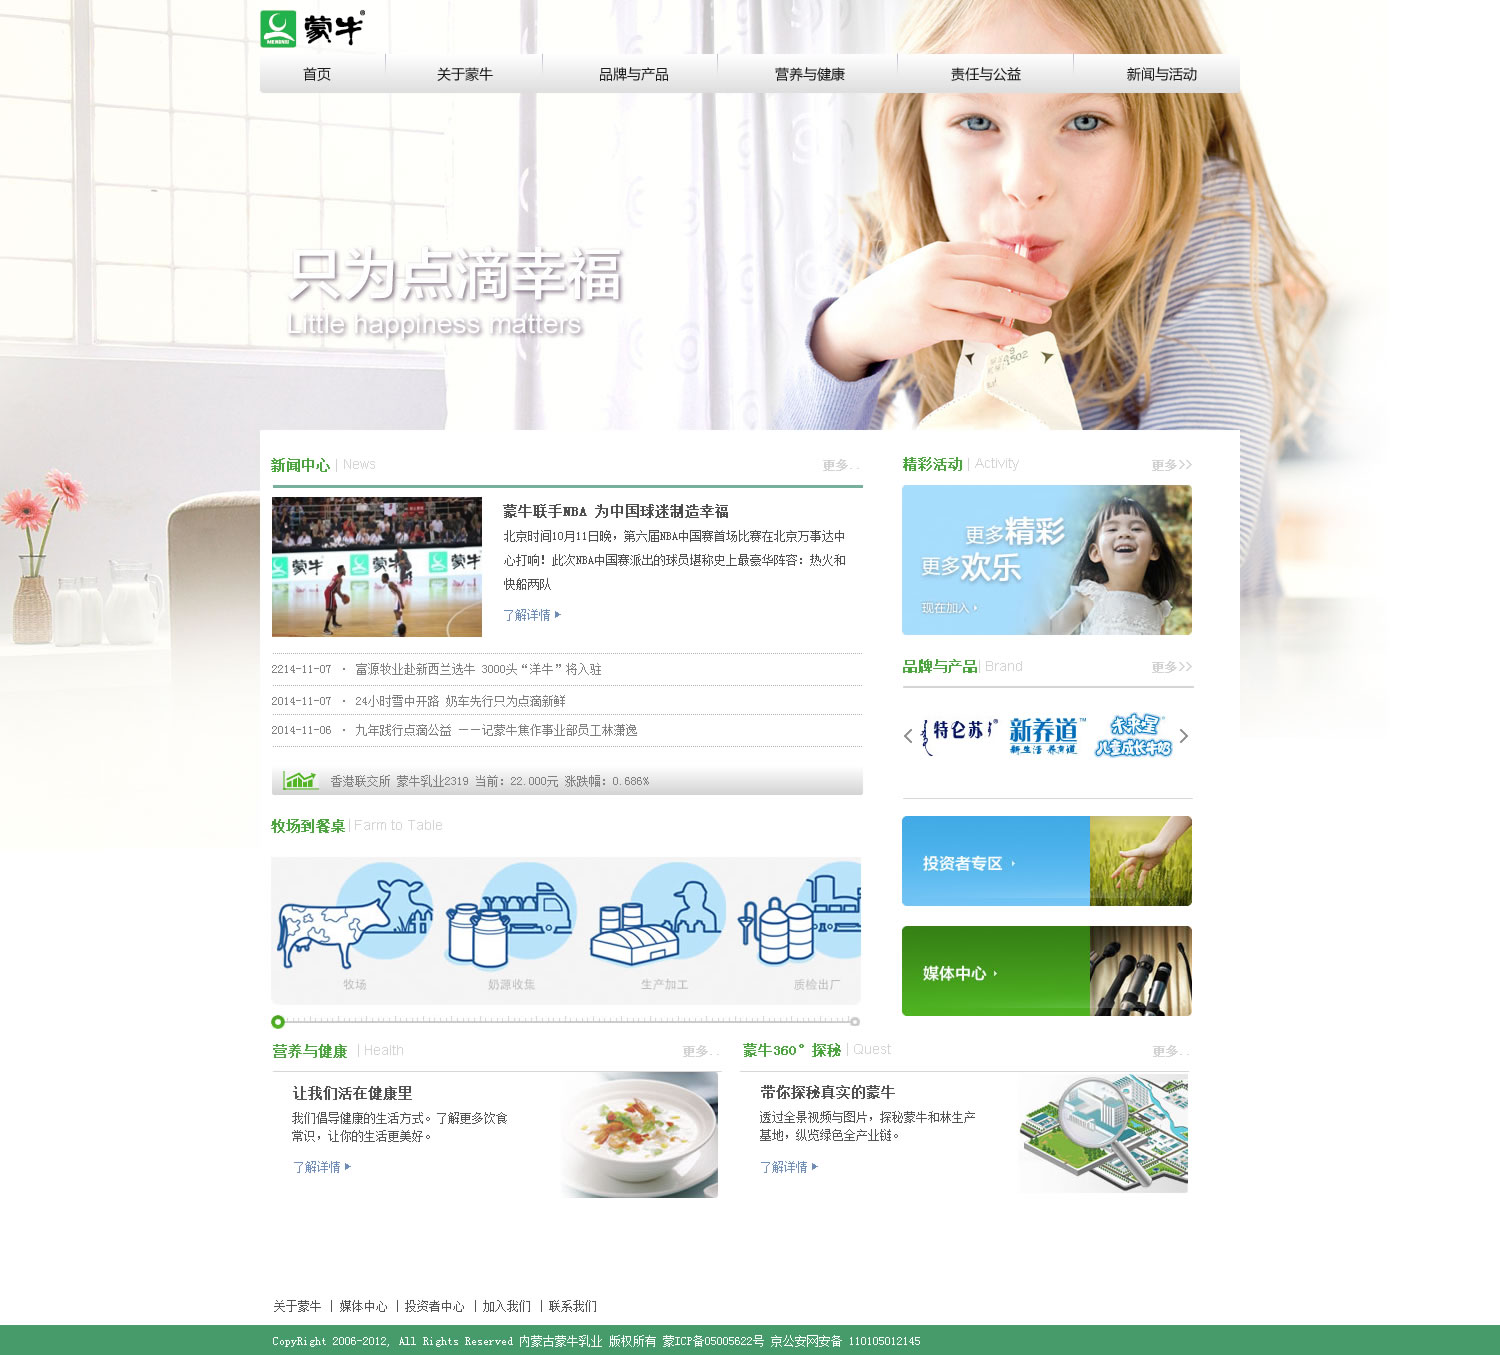 MENGNIU
蒙牛®
首页
关于蒙牛
品牌与产品
营养与健康
责任与公益
新闻与活动
只为点滴幸福
Little happiness matters
新闻中心 | News
更多..
蒙牛联手NBA 为中国球迷制造幸福
北京时间10月11日晚，第六届NBA中国赛首场比赛在北京万事达中
心打响！此次NBA中国赛派出的球员堪称史上最豪华阵容：热火和
快船两队
了解详情
蒙牛
蒙牛
蒙牛
2214-11-07 · 富源牧业赴新西兰选牛 3000头“洋牛”将入驻
2014-11-07 · 24小时雪中开路 奶车先行只为点滴新鲜
2014-11-06 · 九年践行点滴公益 －－记蒙牛焦作事业部员工林潇逸
香港联交所 蒙牛乳业2319 当前：22.000元 涨跌幅：0.686%
牧场到餐桌 | Farm to Table
牧场
奶源收集
生产加工
质检出厂
精彩活动 | Activity
更多>>
更多精彩
更多欢乐
现在加入
品牌与产品 | Brand
更多>>
特仑苏®
新养道™
新生活 养有道
未来星®
儿童成长牛奶
投资者专区
媒体中心
营养与健康 | Health
更多..
让我们活在健康里
我们倡导健康的生活方式。了解更多饮食
常识，让你的生活更美好。
了解详情
蒙牛360°探秘 | Quest
更多..
带你探秘真实的蒙牛
透过全景视频与图片，探秘蒙牛和林生产
基地，纵览绿色全产业链。
了解详情
关于蒙牛 | 媒体中心 | 投资者中心 | 加入我们 | 联系我们
CopyRight 2006-2012, All Rights Reserved 内蒙古蒙牛乳业 版权所有 蒙ICP备05005622号 京公安网安备 110105012145